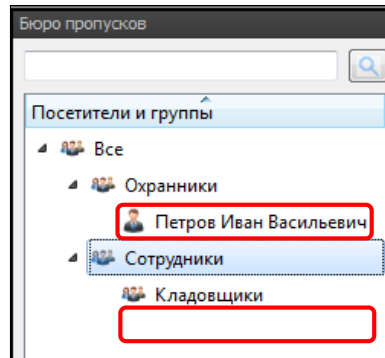 Бюро пропусков
Посетители и группы
Все
Охранники
Петров Иван Васильевич
Сотрудники
Кладовщики